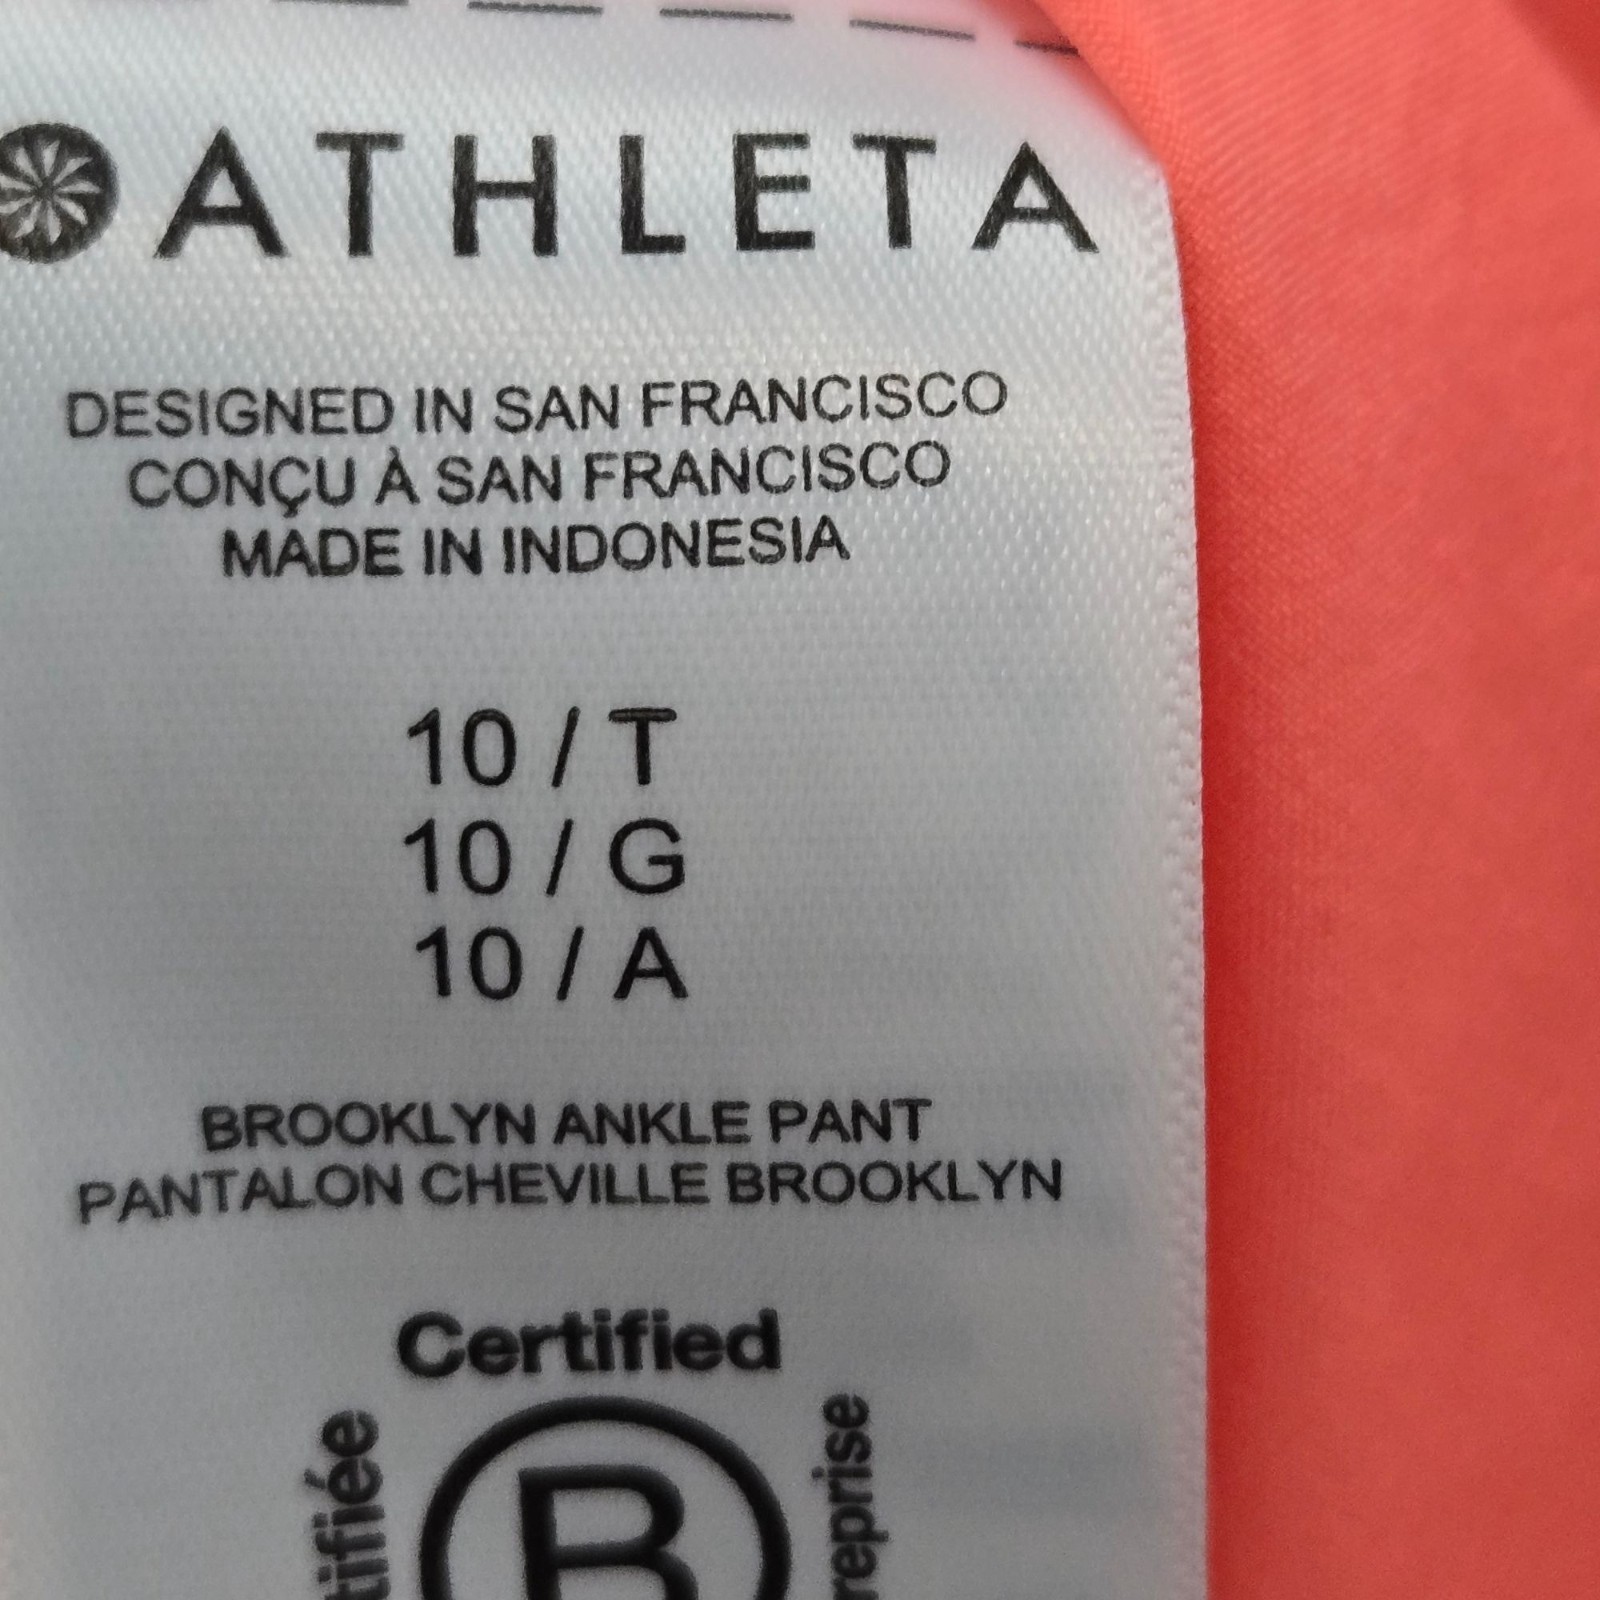 ATHLETA
DESIGNED IN SAN FRANCISCO
CONÇU À SAN FRANCISCO
MADE IN INDONESIA
10 / T
10 / G
10 / A
BROOKLYN ANKLE PANT
PANTALON CHEVILLE BROOKLYN
Certified
B